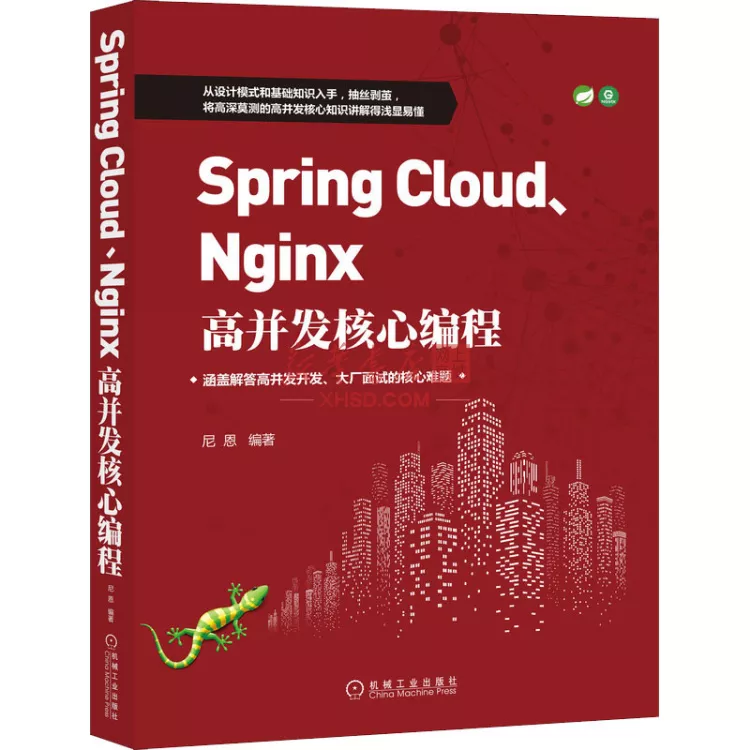 从设计模式和基础知识入手，抽丝剥茧，
将高深莫测的高并发核心知识讲解得浅显易懂
Spring Cloud、
Nginx
高并发核心编程
涵盖解答高并发开发、大厂面试的核心难题
XHSD.COM
尼恩 编著
机械工业出版社
China Machine Press
Spring Cloud、Nginx 高并发核心编程
尼恩 编著
机械工业出版社
China Machine Press